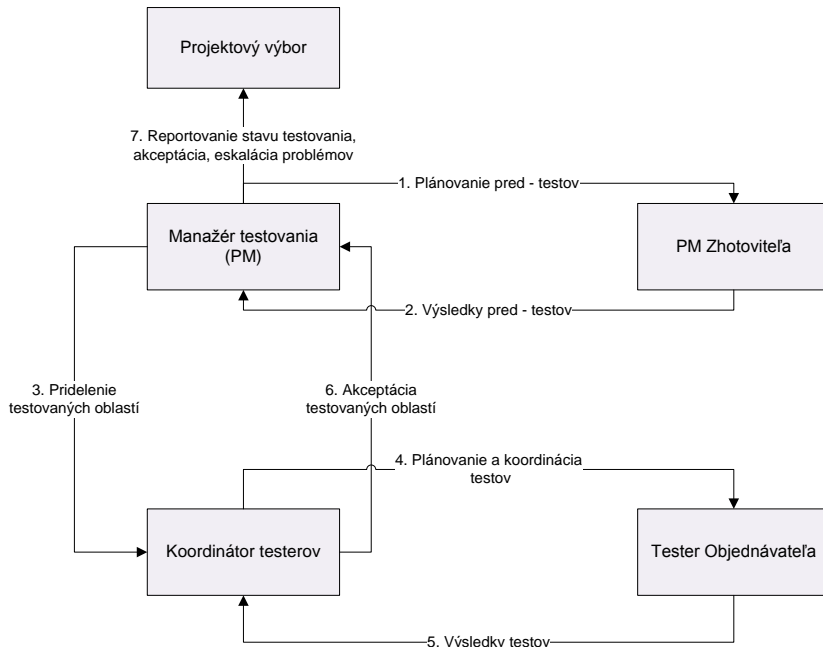 Projektový výbor
7. Reportovanie stavu testovania,
akceptácia, eskalácia problémov
1. Plánovanie pred - testov
Manažér testovania
(PM)
PM Zhotoviteľa
2. Výsledky pred - testov
3. Pridelenie
testovaných oblastí
6. Akceptácia
testovaných oblastí
4. Plánovanie a koordinácia
testov
Koordinátor testerov
Tester Objednávateľa
5. Výsledky testov